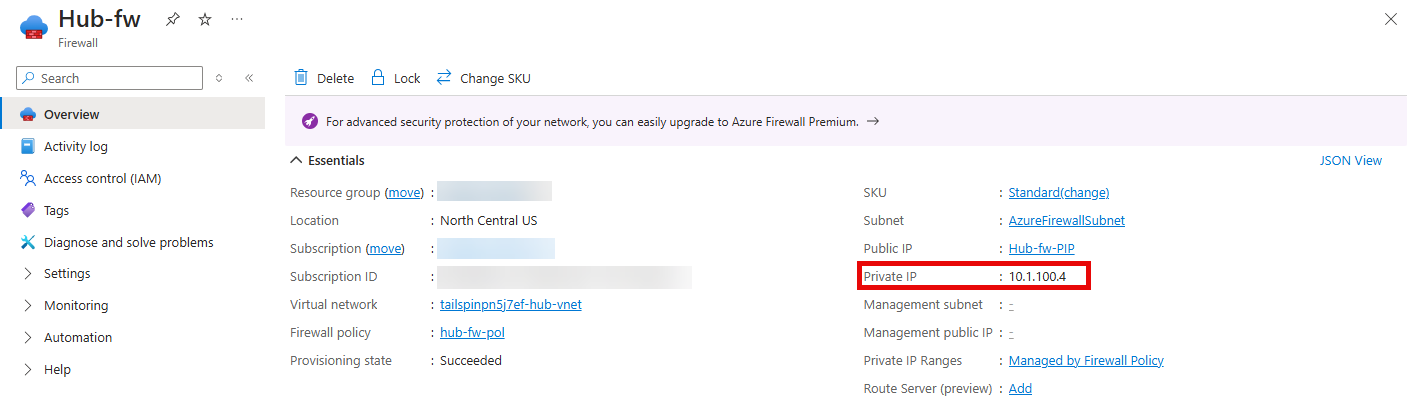 Hub-fw
Firewall
Search
Overview
Activity log
Access control (IAM)
Tags
Diagnose and solve problems
Settings
Monitoring
Automation
Help
Delete Lock Change SKU
For advanced security protection of your network, you can easily upgrade to Azure Firewall Premium. →
Essentials
JSON View
Resource group (move) :
Location : North Central US
Subscription (move) :
Subscription ID :
Virtual network : tailspinpn5j7ef-hub-vnet
Firewall policy : hub-fw-pol
Provisioning state : Succeeded
SKU : Standard(change)
Subnet : AzureFirewallSubnet
Public IP : Hub-fw-PIP
Private IP : 10.1.100.4
Management subnet : -
Management public IP : -
Private IP Ranges : Managed by Firewall Policy
Route Server (preview) : Add